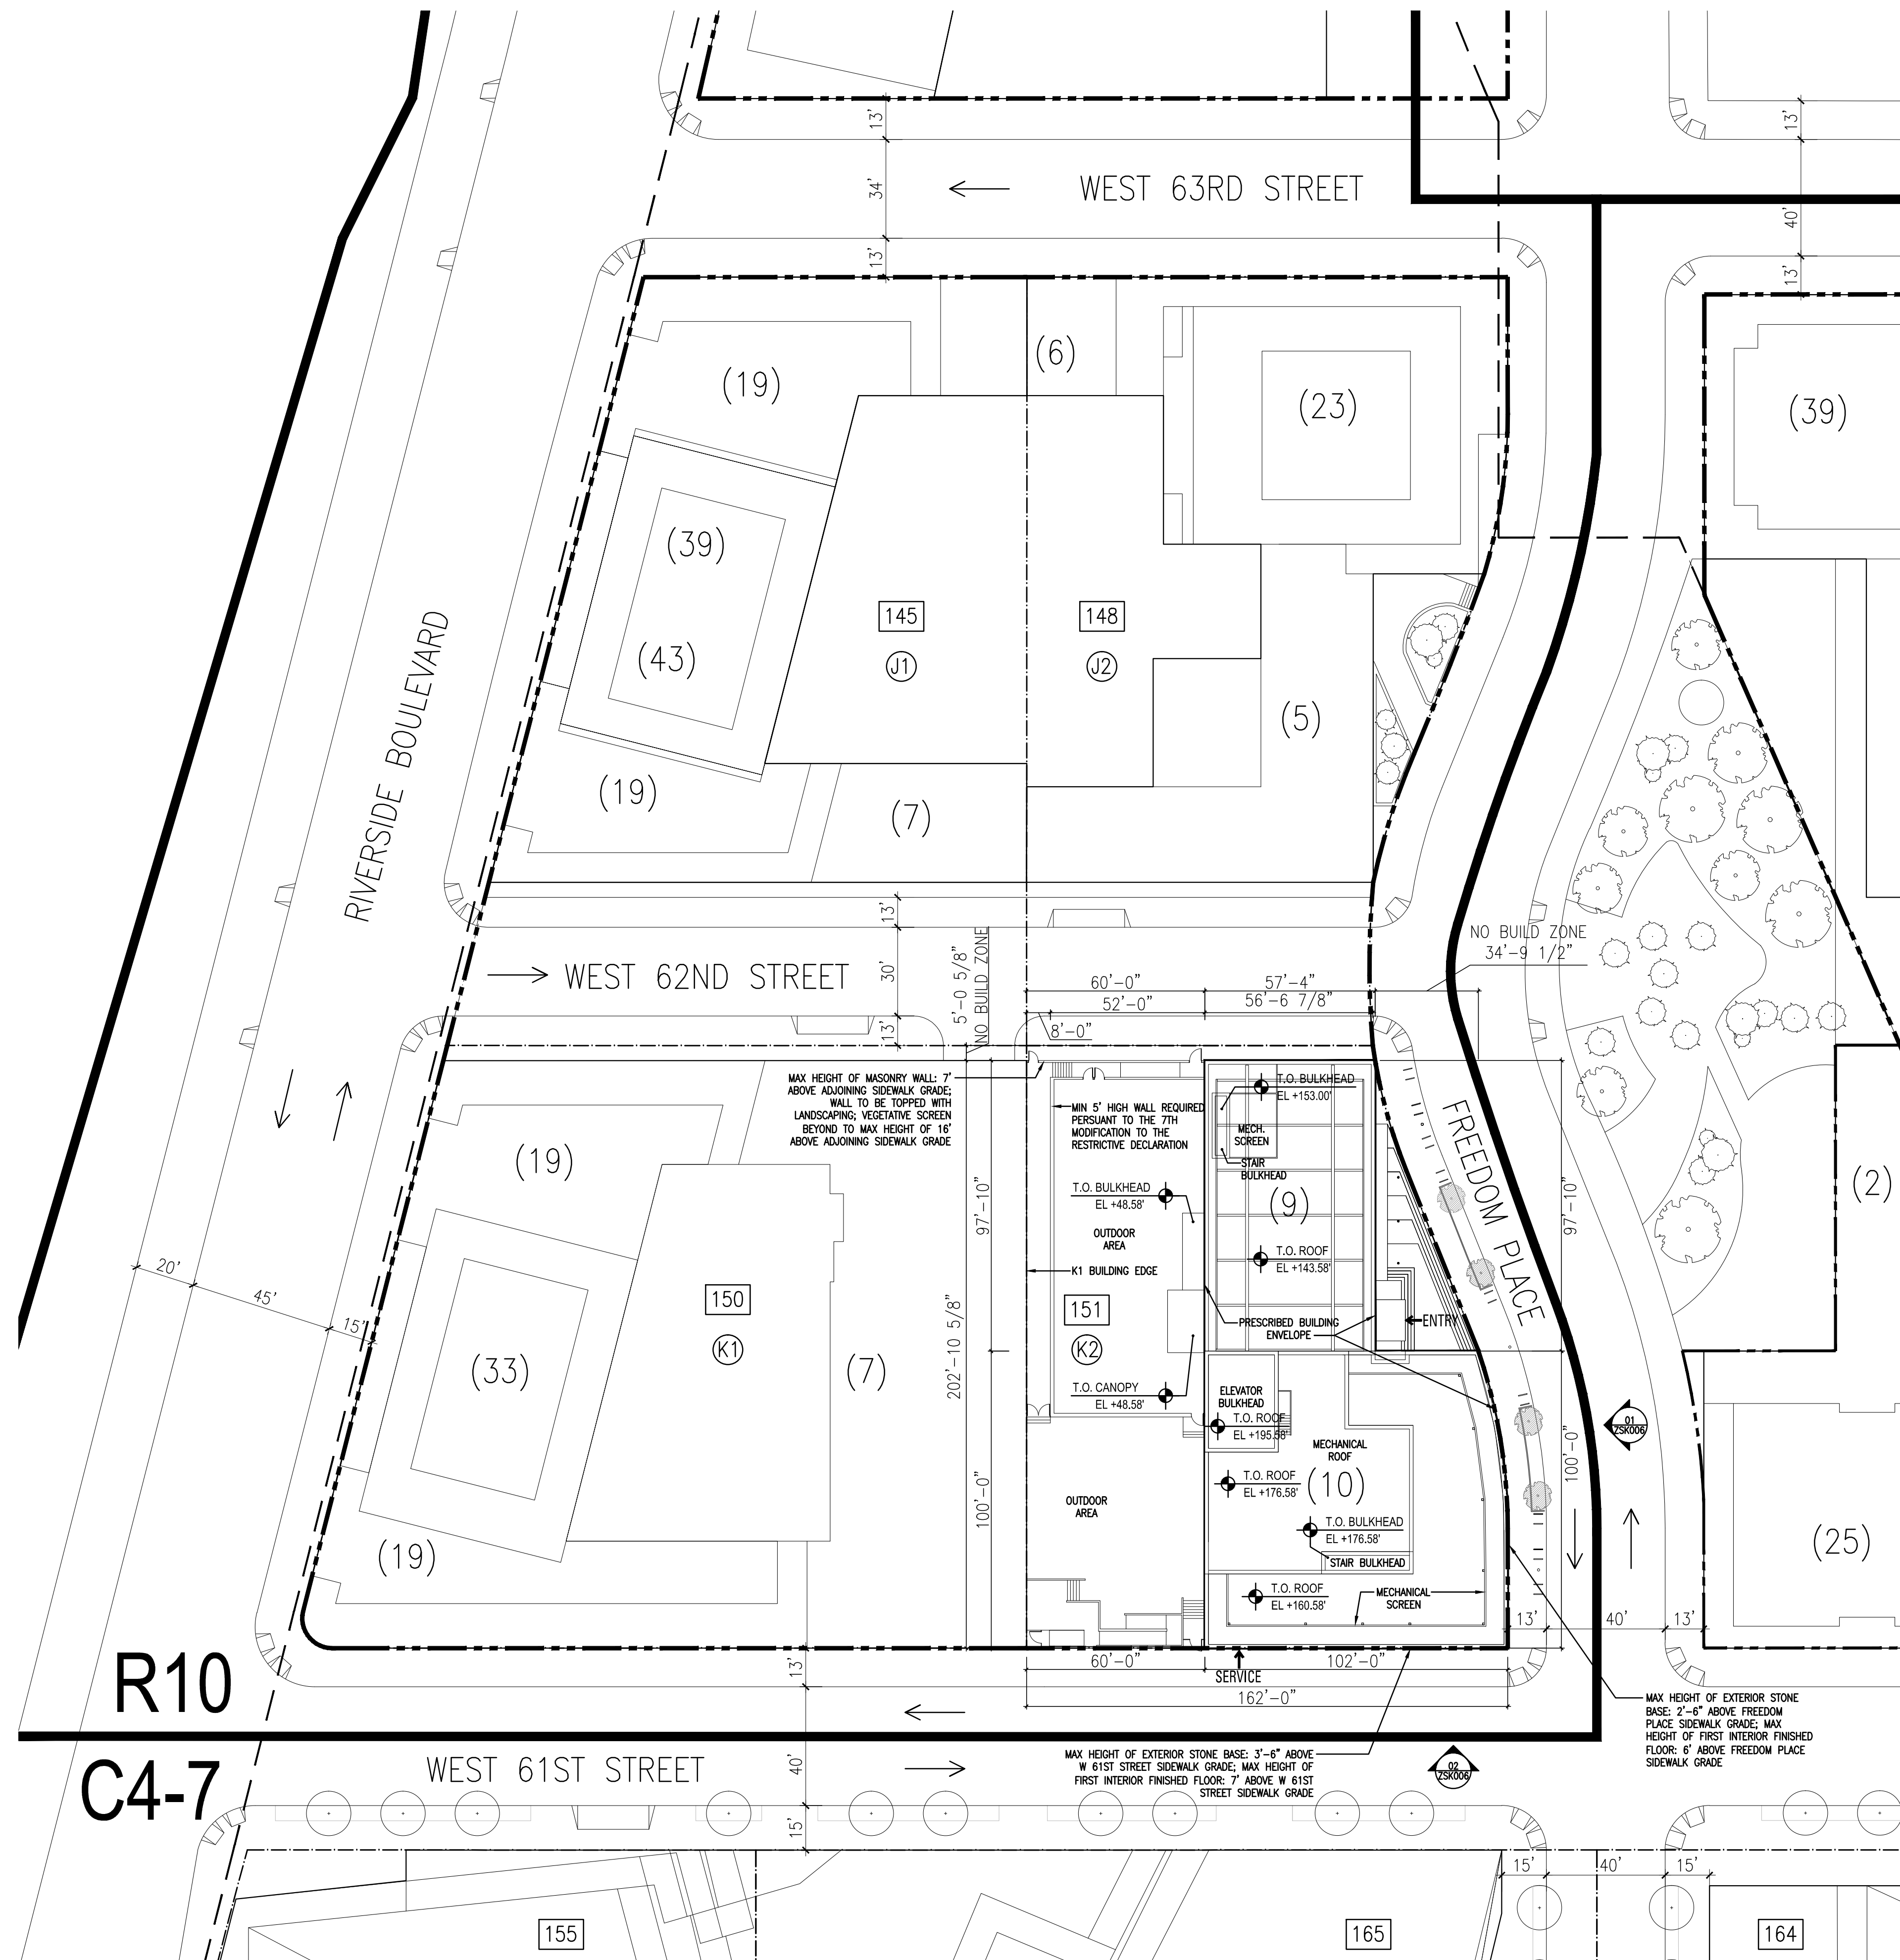 13'
13'
34'
WEST 63RD STREET
40'
13'
13'
(6)
(19)
(23)
(39)
(39)
145
148
(43)
J1
J2
(5)
RIVERSIDE BOULEVARD
(19)
(7)
13'
NO BUILD ZONE
34'-9 1/2"
WEST 62ND STREET
30'
5'-0 5/8"
NO BUILD ZONE
60'-0"
57'-4"
52'-0"
56'-6 7/8"
13'
8'-0"
MAX HEIGHT OF MASONRY WALL: 7'
ABOVE ADJOINING SIDEWALK GRADE;
WALL TO BE TOPPED WITH
LANDSCAPING; VEGETATIVE SCREEN
BEYOND TO MAX HEIGHT OF 16'
ABOVE ADJOINING SIDEWALK GRADE
MIN 5' HIGH WALL REQUIRED
PERSUANT TO THE 7TH
MODIFICATION TO THE
RESTRICTIVE DECLARATION
T.O. BULKHEAD
EL +153.00'
MECH.
SCREEN
STAIR
BULKHEAD
FREEDOM PLACE
(19)
(9)
(2)
T.O. BULKHEAD
EL +48.58'
97'-10"
97'-10"
OUTDOOR
AREA
T.O. ROOF
EL +143.58'
K1 BUILDING EDGE
20'
45'
15'
150
K1
151
K2
PRESCRIBED BUILDING
ENVELOPE
ENTRY
202'-10 5/8"
(33)
(7)
T.O. CANOPY
EL +48.58'
ELEVATOR
BULKHEAD
T.O. ROOF
EL +195.58'
01
ZSK006
MECHANICAL
ROOF
100'-0"
T.O. ROOF
EL +176.58'
(10)
OUTDOOR
AREA
100'-0"
T.O. BULKHEAD
EL +176.58'
(25)
(19)
STAIR BULKHEAD
T.O. ROOF
EL +160.58'
MECHANICAL
SCREEN
13'
40'
13'
R10
13'
60'-0"
SERVICE
102'-0"
162'-0"
MAX HEIGHT OF EXTERIOR STONE
BASE: 2'-6" ABOVE FREEDOM
PLACE SIDEWALK GRADE; MAX
HEIGHT OF FIRST INTERIOR FINISHED
FLOOR: 6' ABOVE FREEDOM PLACE
SIDEWALK GRADE
C4-7
WEST 61ST STREET
40'
MAX HEIGHT OF EXTERIOR STONE BASE: 3'-6" ABOVE
W 61ST STREET SIDEWALK GRADE; MAX HEIGHT OF
FIRST INTERIOR FINISHED FLOOR: 7' ABOVE W 61ST
STREET SIDEWALK GRADE
02
ZSK006
15'
15'
40'
15'
155
165
164